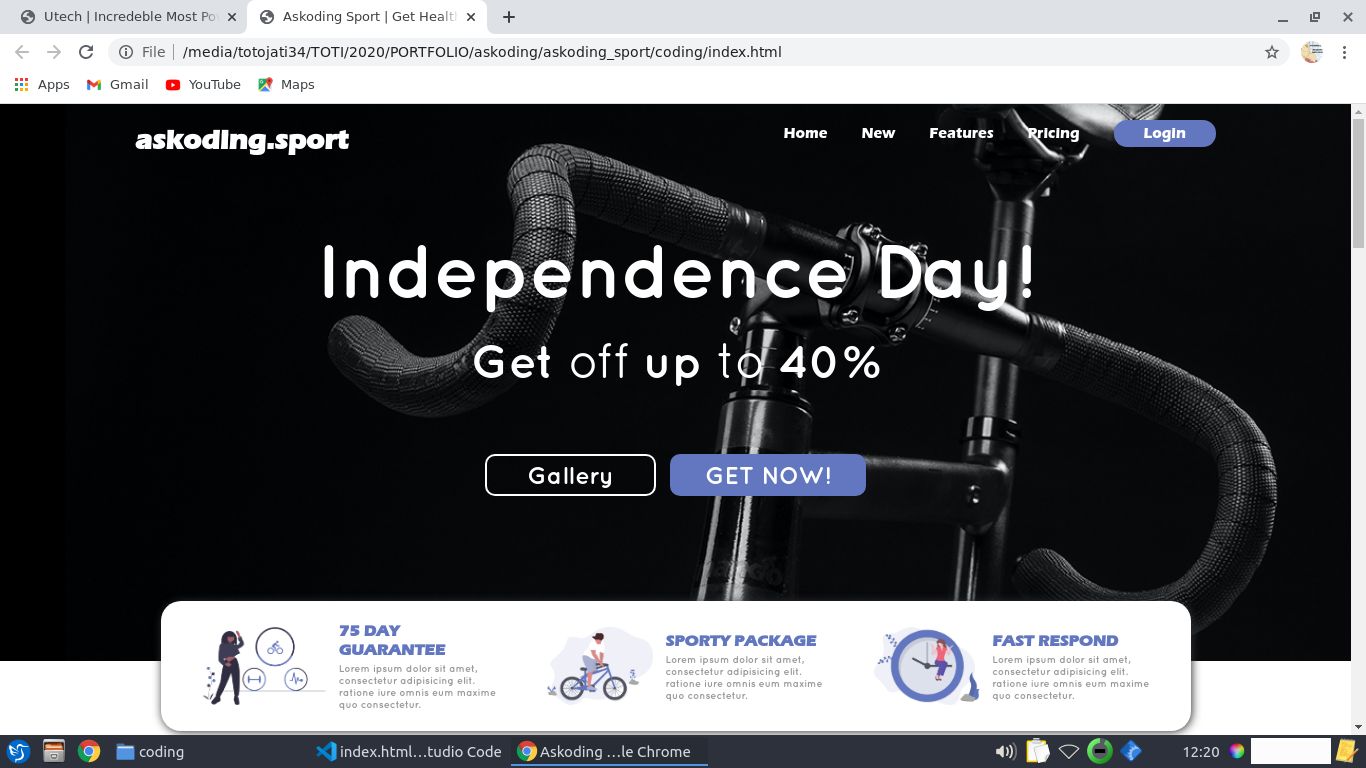 Utech | Incredeble Most Po
Askoding Sport | Get Healt
File
/media/totojati34/TOTI/2020/PORTFOLIO/askoding/askoding_sport/coding/index.html
Apps
Gmail
YouTube
Maps
askoding.sport
Home
New
Features
Pricing
Login
Independence Day!
Get off up to 40%
Gallery
GET NOW!
75 DAY
GUARANTEE
Lorem ipsum dolor sit amet,
consectetur adipisicing elit.
ratione iure omnis eum maxime
quo consectetur.
SPORTY PACKAGE
Lorem ipsum dolor sit amet,
consectetur adipisicing elit.
ratione iure omnis eum maxime
quo consectetur.
FAST RESPOND
Lorem ipsum dolor sit amet,
consectetur adipisicing elit.
ratione iure omnis eum maxime
quo consectetur.
coding
index.html...tudio Code
Askoding ...le Chrome
12:20